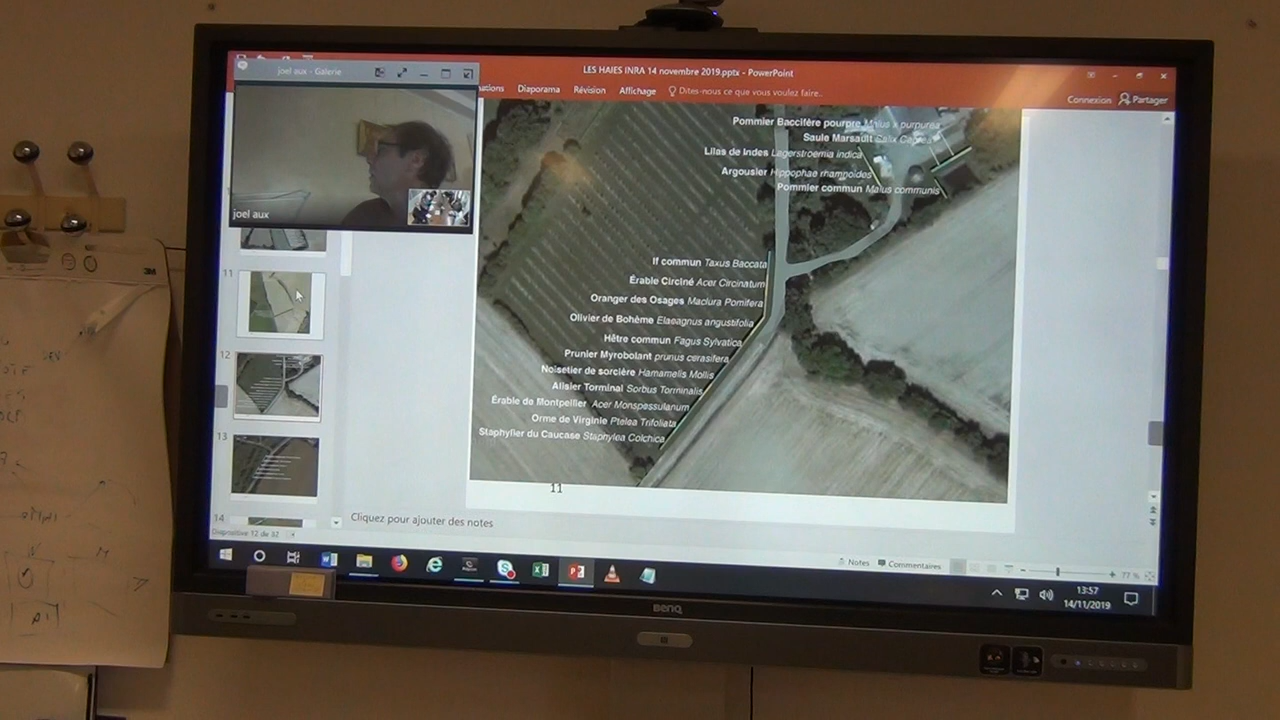 LES HAIES INRA 14 novembre 2019.pptx - PowerPoint
joel aux - Galerie
Diaporama Révision Affichage Dites-nous ce que vous voulez faire..
Connexion Partager
joel aux
Pommier Baccifère pourpre Malus x purpurea
Saule Marsault Salix Caprea
Lilas de Indes Lagerstroemia indica
Argousier Hippophae rhamnoides
Pommier commun Malus communis
If commun Taxus Baccata
Érable Circiné Acer Circinatum
Oranger des Osages Maclura Pomifera
Olivier de Bohème Elaeagnus angustifolia
Hêtre commun Fagus Sylvatica
Prunier Myrobolant prunus cerasifera
Noisetier de sorcière Hamamelis Mollis
Alisier Torminal Sorbus Torminalis
Érable de Montpellier Acer Monspessulanum
Orme de Virginie Ptelea Trifoliata
Staphylier du Caucase Staphylea Colchica
11
11
12
13
14
Cliquez pour ajouter des notes
Diapositive 12 de 32
Notes Commentaires
77 %
13:57
14/11/2019
BenQ
3M